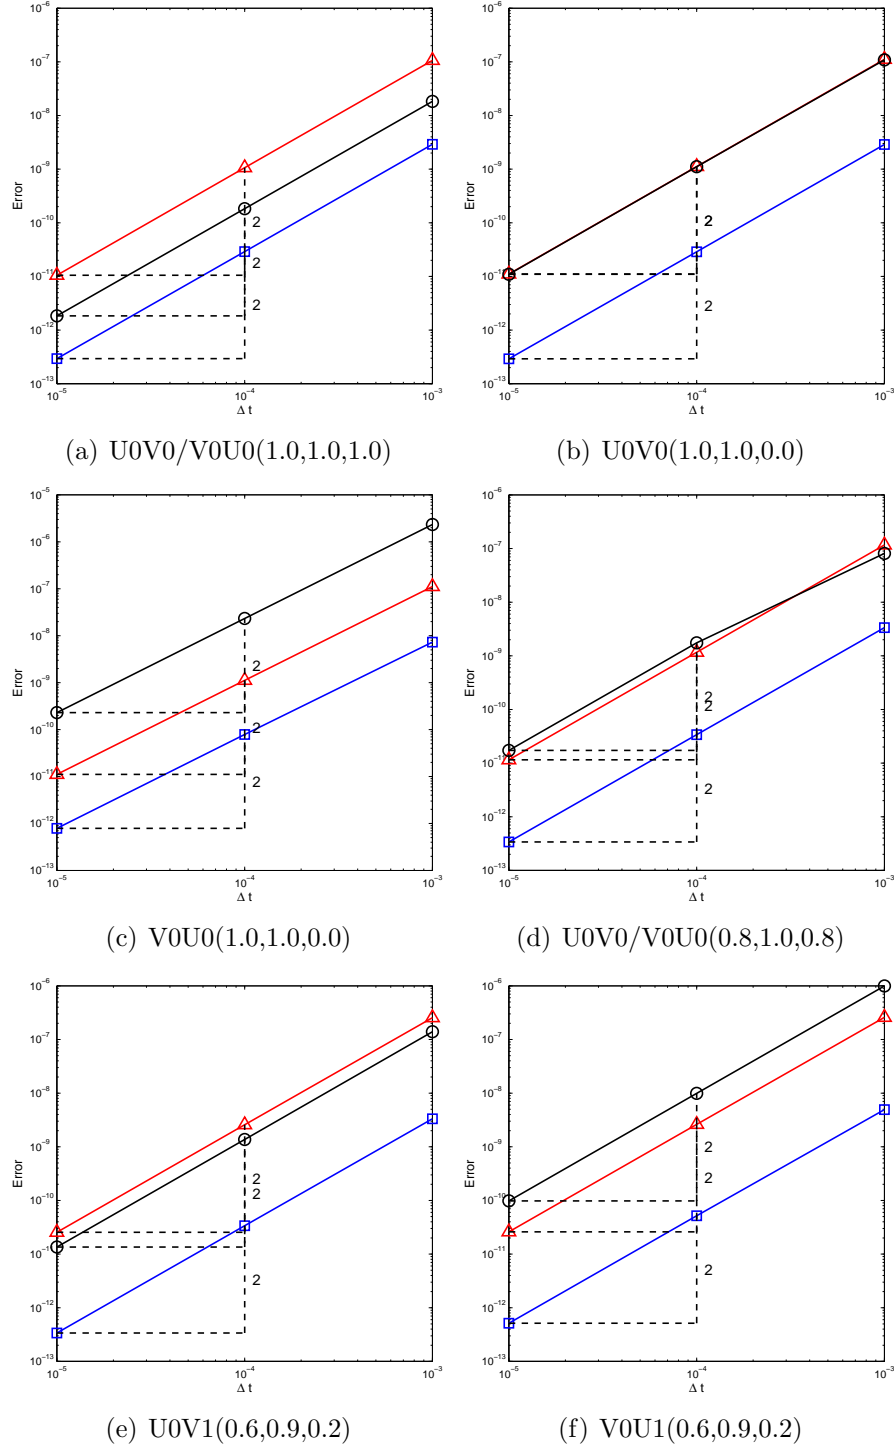 10⁻⁶
10⁻⁷
10⁻⁸
10⁻⁹
10⁻¹⁰
10⁻¹¹
10⁻¹²
10⁻¹³
Error
2
2
2
10⁻⁵ 10⁻⁴ 10⁻³
Δ t
(a) U0V0/V0U0(1.0,1.0,1.0)
10⁻⁶
10⁻⁷
10⁻⁸
10⁻⁹
10⁻¹⁰
10⁻¹¹
10⁻¹²
10⁻¹³
Error
2
2
10⁻⁵ 10⁻⁴ 10⁻³
Δ t
(b) U0V0(1.0,1.0,0.0)
10⁻⁵
10⁻⁶
10⁻⁷
10⁻⁸
10⁻⁹
10⁻¹⁰
10⁻¹¹
10⁻¹²
10⁻¹³
Error
2
2
2
10⁻⁵ 10⁻⁴ 10⁻³
Δ t
(c) V0U0(1.0,1.0,0.0)
10⁻⁶
10⁻⁷
10⁻⁸
10⁻⁹
10⁻¹⁰
10⁻¹¹
10⁻¹²
10⁻¹³
Error
2
2
2
10⁻⁵ 10⁻⁴ 10⁻³
Δ t
(d) U0V0/V0U0(0.8,1.0,0.8)
10⁻⁶
10⁻⁷
10⁻⁸
10⁻⁹
10⁻¹⁰
10⁻¹¹
10⁻¹²
10⁻¹³
Error
2
2
2
10⁻⁵ 10⁻⁴ 10⁻³
Δ t
(e) U0V1(0.6,0.9,0.2)
10⁻⁶
10⁻⁷
10⁻⁸
10⁻⁹
10⁻¹⁰
10⁻¹¹
10⁻¹²
10⁻¹³
Error
2
2
2
10⁻⁵ 10⁻⁴ 10⁻³
Δ t
(f) V0U1(0.6,0.9,0.2)